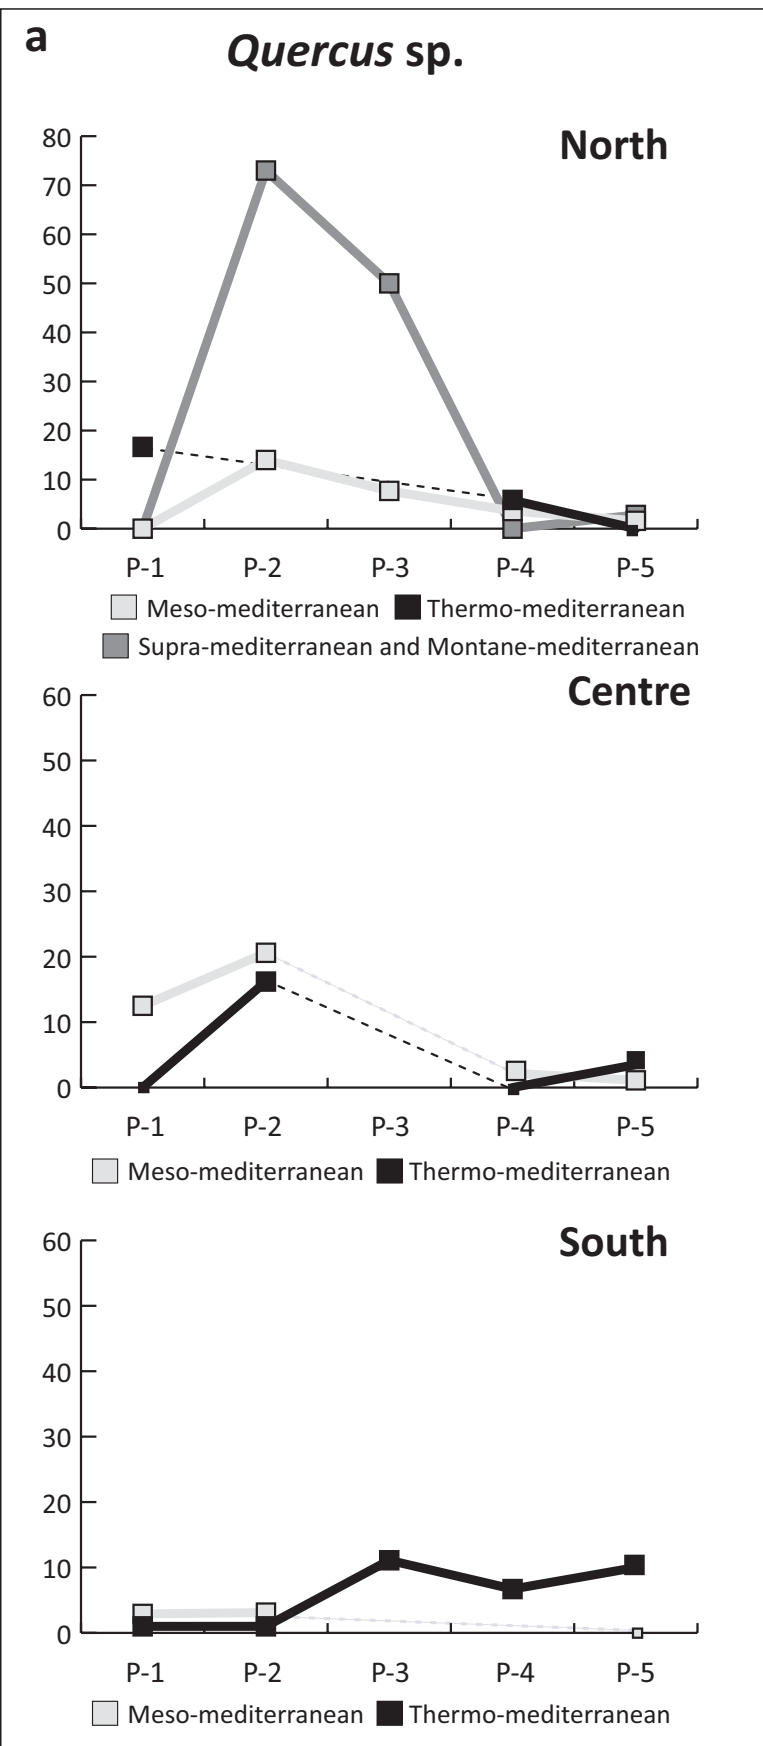 a
Quercus sp.
North
80
70
60
50
40
30
20
10
0
P-1 P-2 P-3 P-4 P-5
Meso-mediterranean Thermo-mediterranean
Supra-mediterranean and Montane-mediterranean
Centre
60
50
40
30
20
10
0
P-1 P-2 P-3 P-4 P-5
Meso-mediterranean Thermo-mediterranean
South
60
50
40
30
20
10
0
P-1 P-2 P-3 P-4 P-5
Meso-mediterranean Thermo-mediterranean